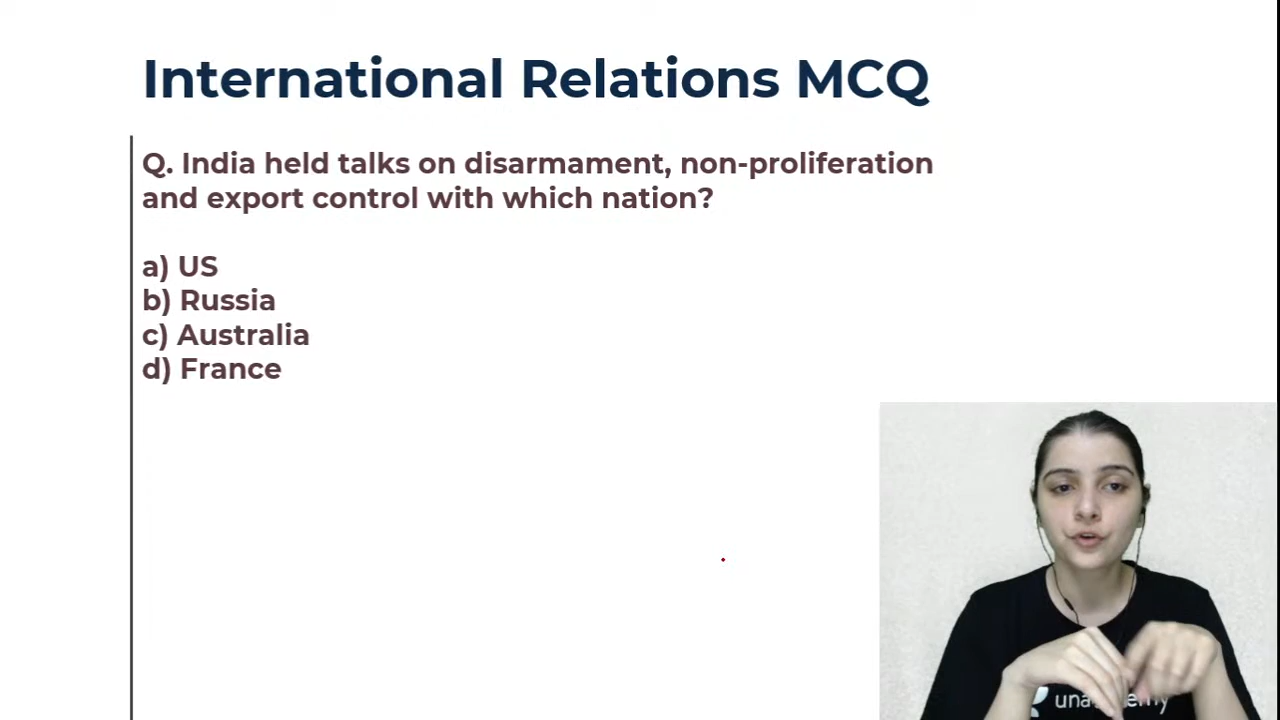 International Relations MCQ
Q. India held talks on disarmament, non-proliferation
and export control with which nation?
a) US
b) Russia
c) Australia
d) France